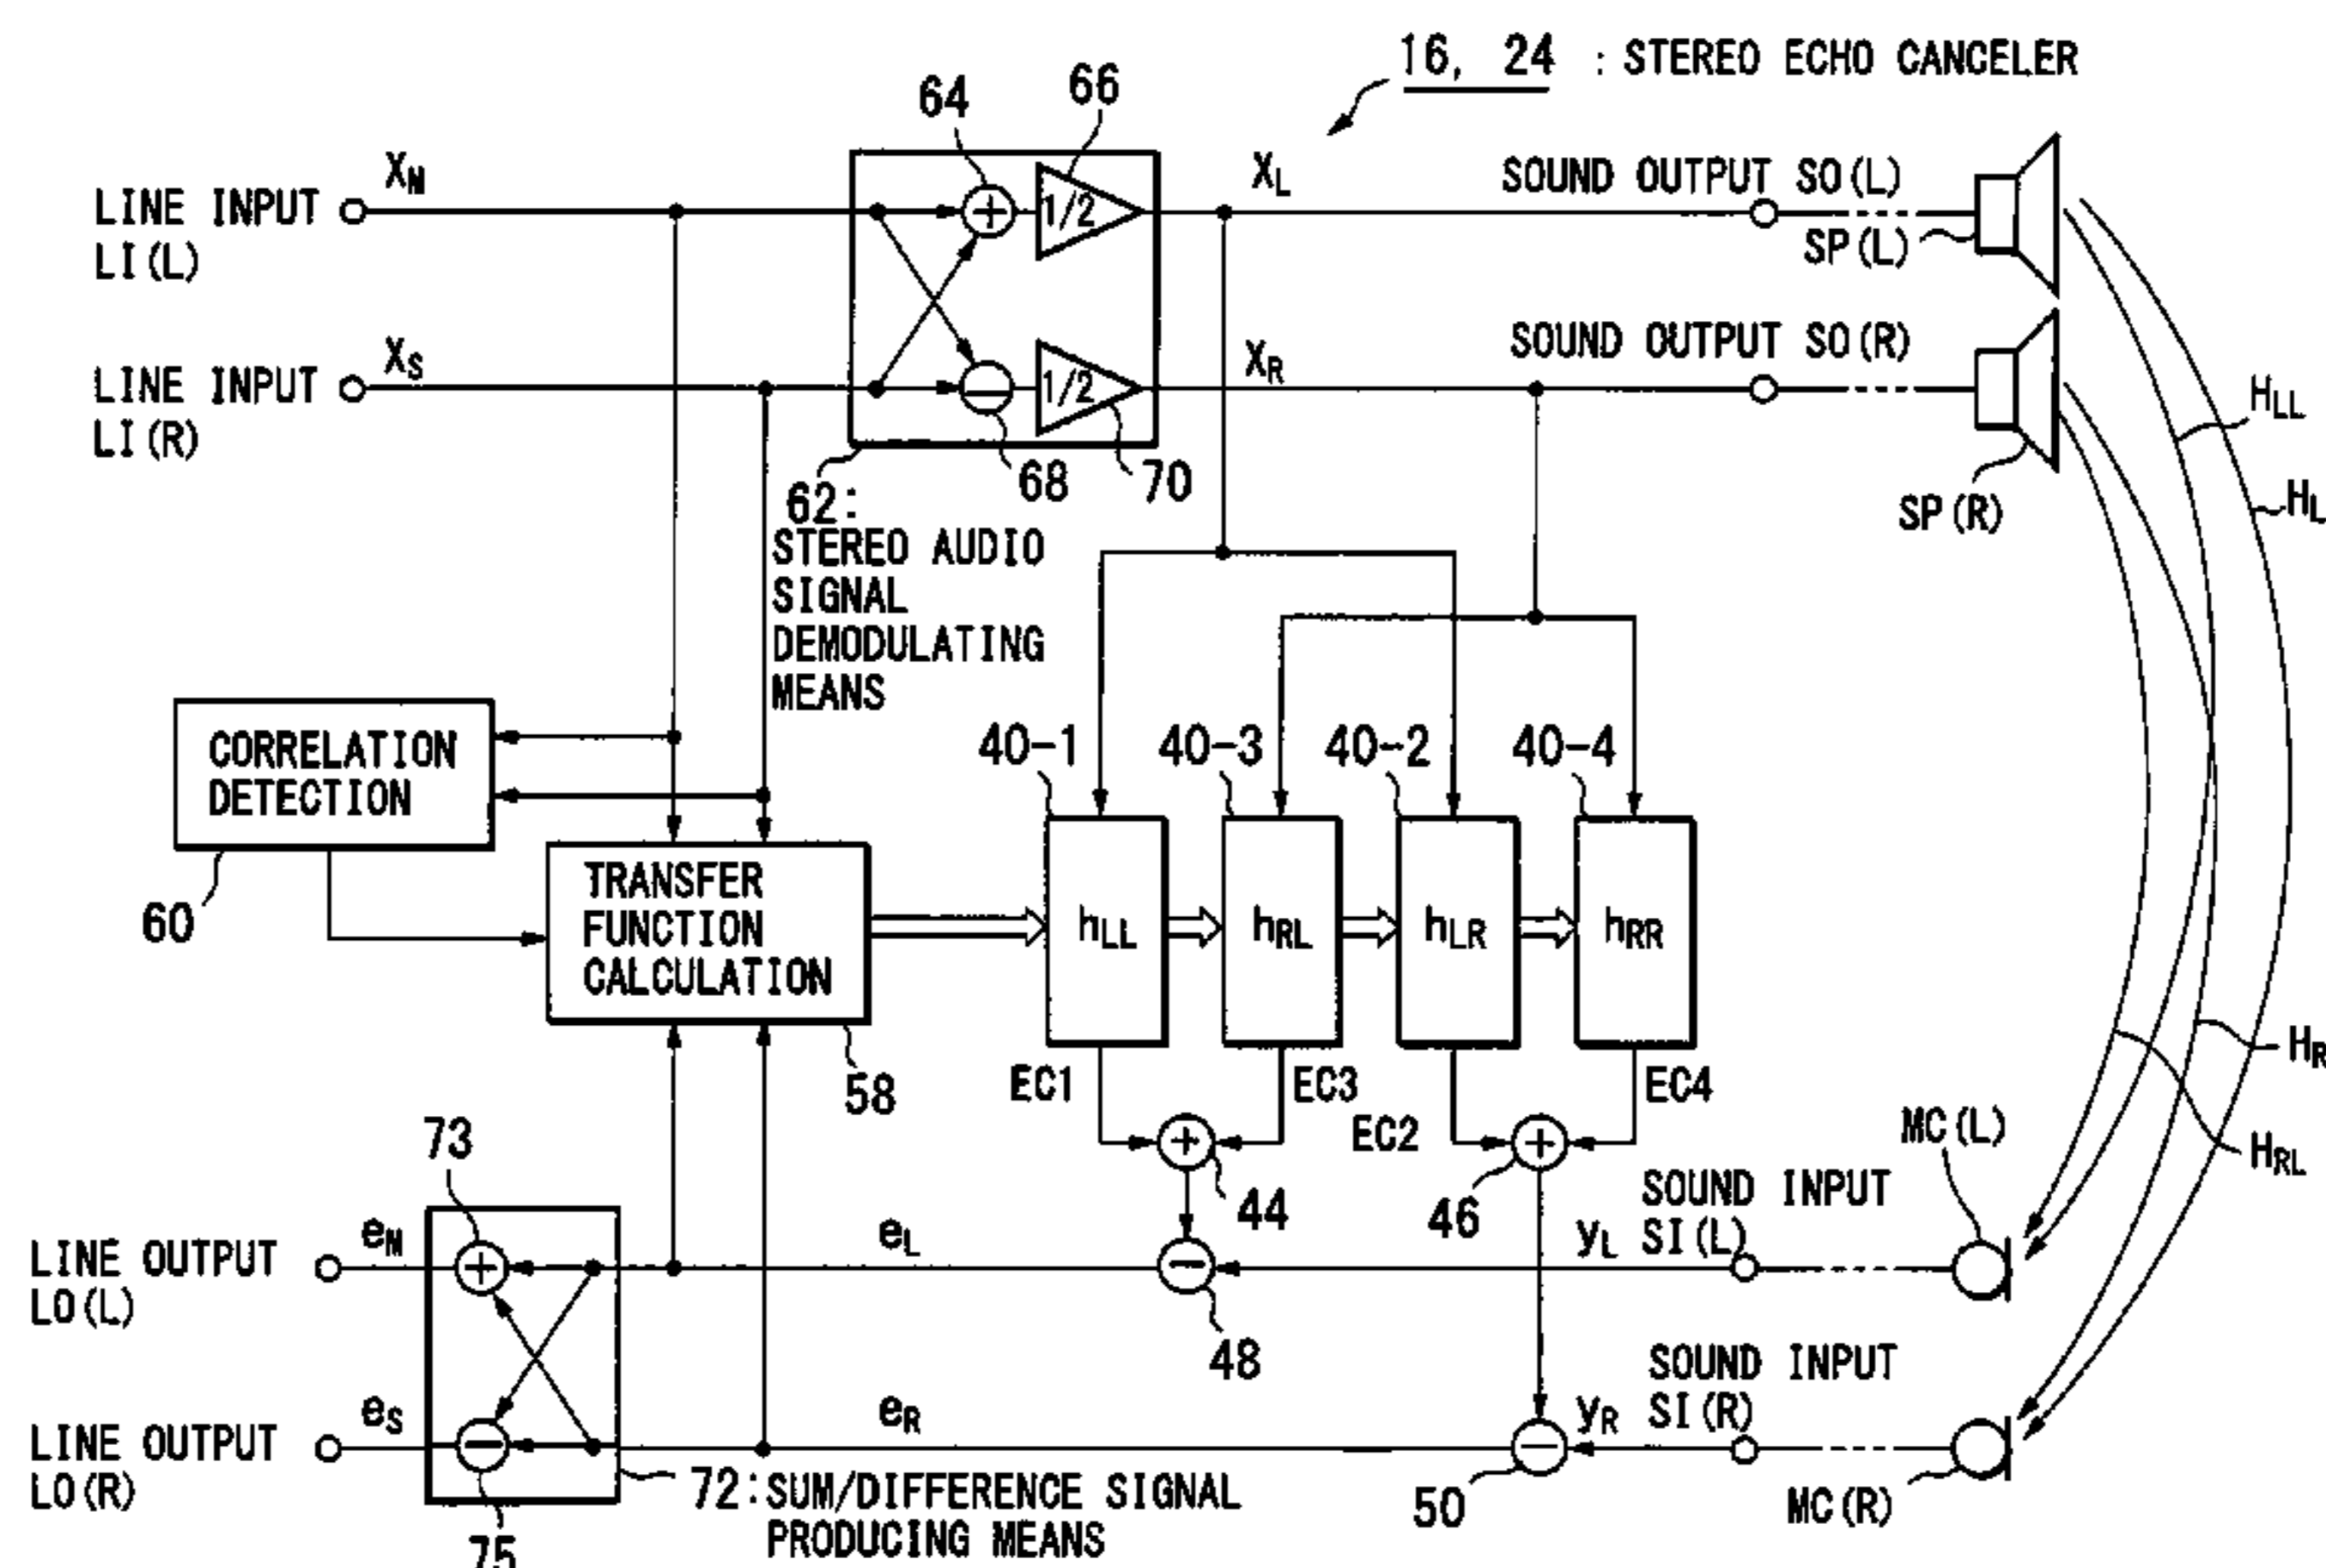 16, 24 : STEREO ECHO CANCELER
64
66
LINE INPUT
LI(L)
XM
1/2
XL
SOUND OUTPUT SO(L)
SP(L)
LINE INPUT
LI(R)
XS
1/2
XR
SOUND OUTPUT SO(R)
SP(R)
HLL
HL
68
70
62:
STEREO AUDIO
SIGNAL
DEMODULATING
MEANS
CORRELATION
DETECTION
60
TRANSFER
FUNCTION
CALCULATION
58
40-1
40-3
40-2
40-4
hLL
hRL
hLR
hRR
EC1
EC3
EC2
EC4
44
46
HR
HRL
MC(L)
73
LINE OUTPUT
LO(L)
eM
eL
48
yL
SOUND INPUT
SI(L)
LINE OUTPUT
LO(R)
eS
eR
50
yR
SOUND INPUT
SI(R)
MC(R)
72:SUM/DIFFERENCE SIGNAL
PRODUCING MEANS
75